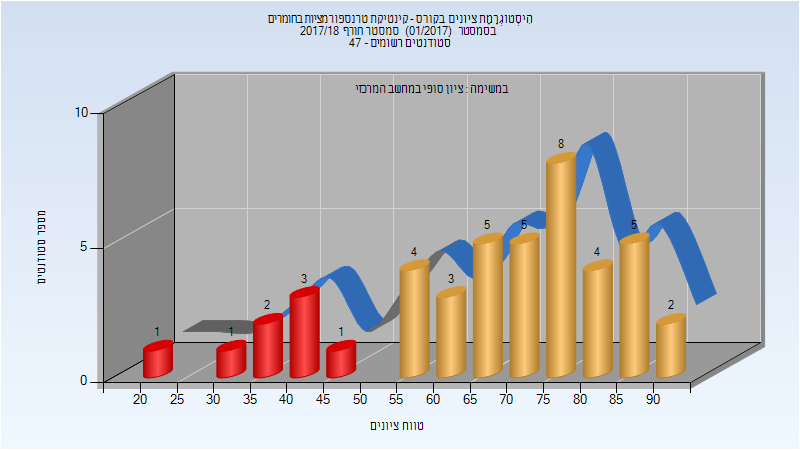 היסטוגרמת ציונים בקורס - קינטיקת טרנספורמציות בחומרים
בסמסטר (01/2017) סמסטר חורף 2017/18
סטודנטים רשומים - 47
במשימה : ציון סופי במחשב המרכזי
10
5
0
מספר סטודנטים
1
1
2
3
1
4
3
5
5
8
4
5
2
20 25 30 35 40 45 50 55 60 65 70 75 80 85 90
טווח ציונים